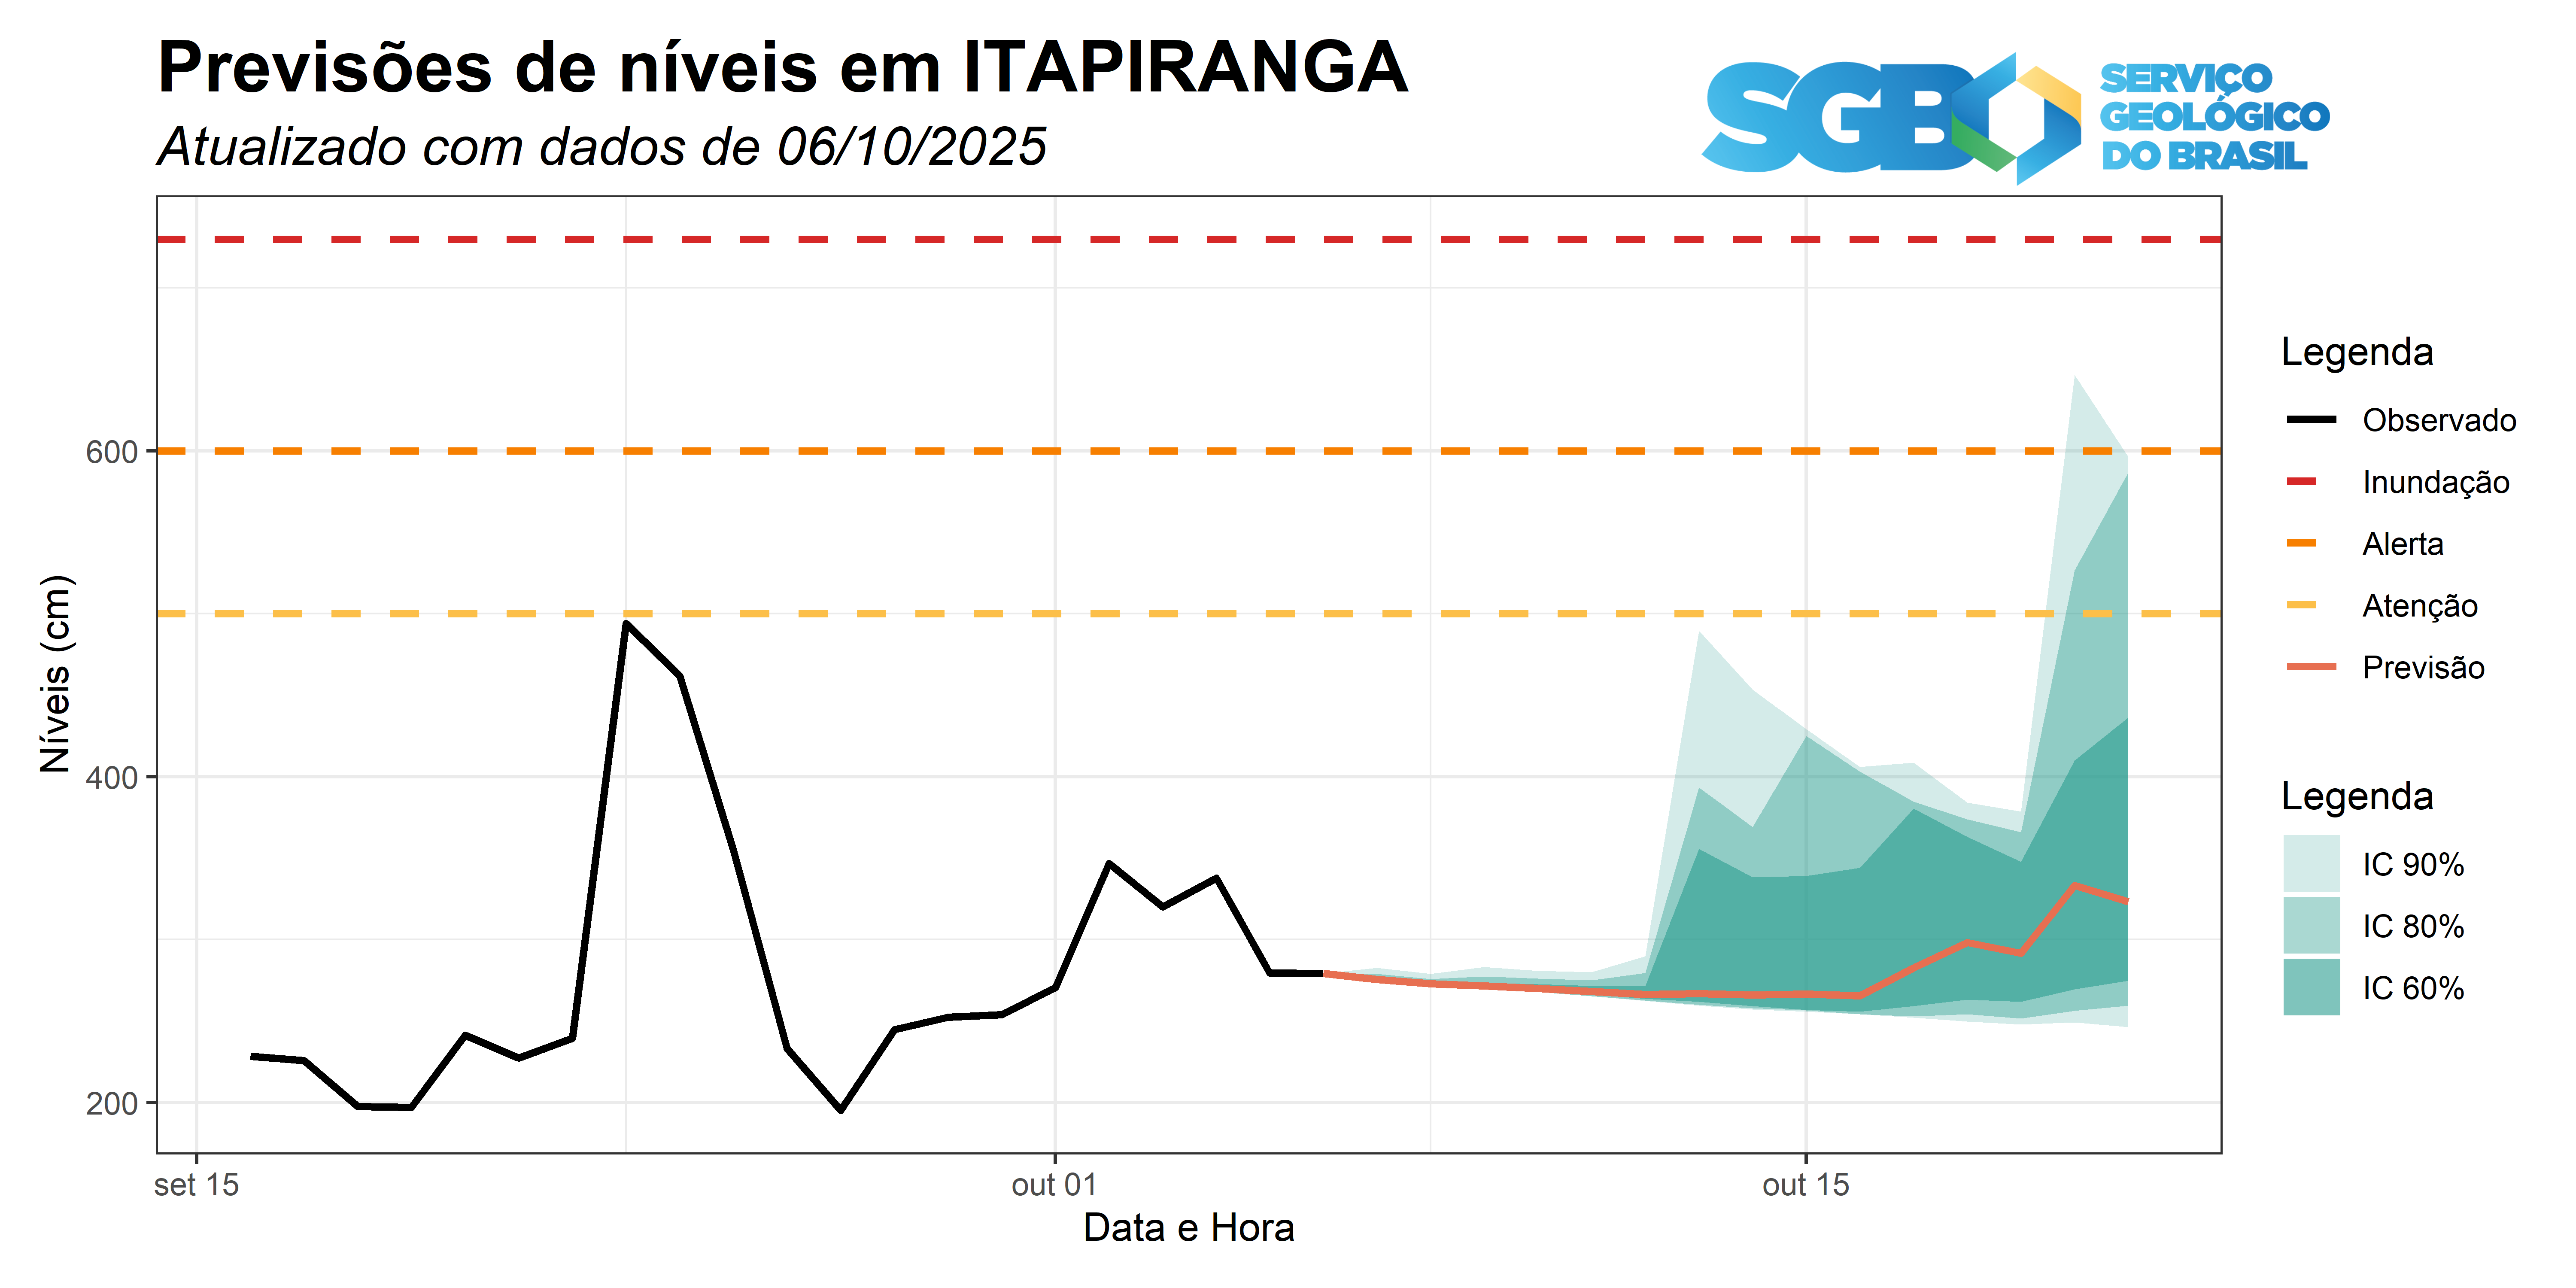 Previsões de níveis em ITAPIRANGA
Atualizado com dados de 06/10/2025
SGB
SERVIÇO
GEOLÓGICO
DO BRASIL
Níveis (cm)
600
400
200
set 15
out 01
out 15
Data e Hora
Legenda
Observado
Inundação
Alerta
Atenção
Previsão
Legenda
IC 90%
IC 80%
IC 60%